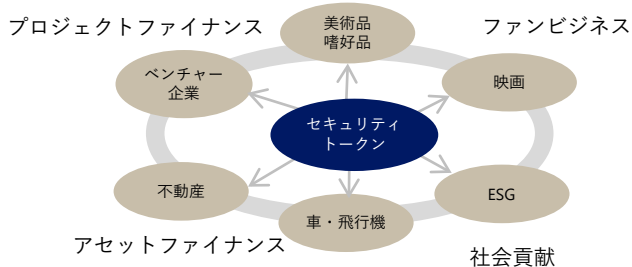 プロジェクトファイナンス
美術品
嗜好品
ファンビジネス
ベンチャー
企業
映画
セキュリティ
トークン
不動産
ESG
車・飛行機
アセットファイナンス
社会貢献